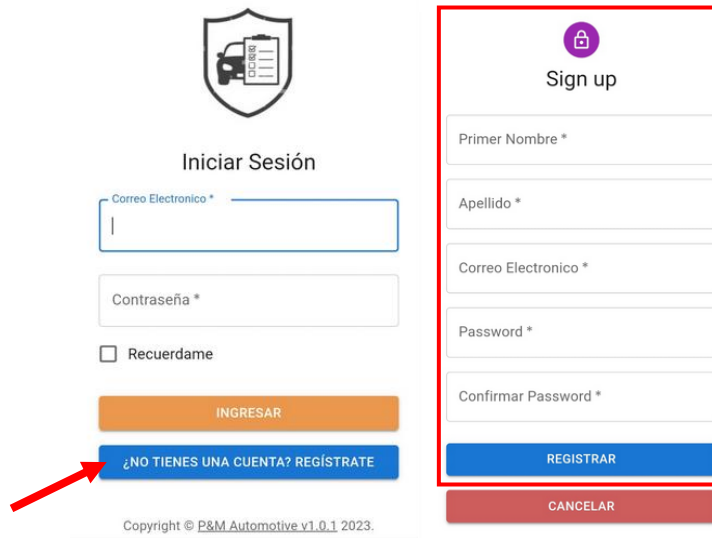 Iniciar Sesión
Correo Electronico *
Contraseña *
Recuerdame
INGRESAR
¿NO TIENES UNA CUENTA? REGÍSTRATE
Copyright © P&M Automotive v1.0.1 2023.
Sign up
Primer Nombre *
Apellido *
Correo Electronico *
Password *
Confirmar Password *
REGISTRAR
CANCELAR